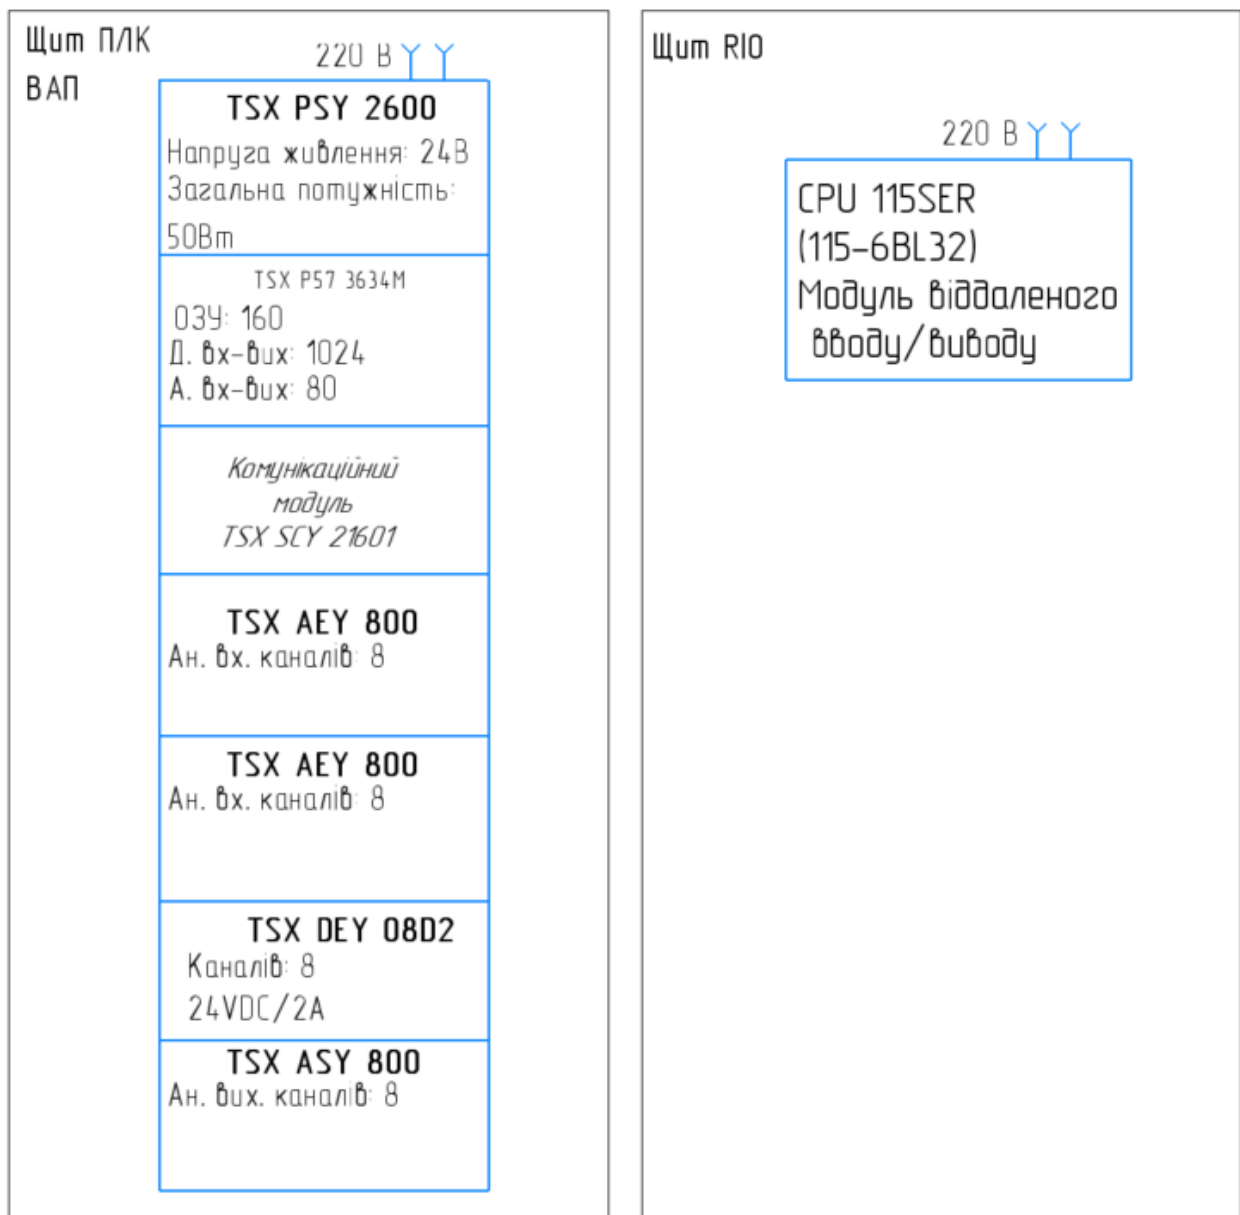 Щит ПЛК
ВАП
220 В
TSX PSY 2600
Напруга живлення: 24В
Загальна потужність:
50Вт
TSX P57 3634M
ОЗУ: 160
Д. вх-вих: 1024
А. вх-вих: 80
Комунікаційний
модуль
TSX SCY 21601
TSX AEY 800
Ан. вх. каналів: 8
TSX AEY 800
Ан. вх. каналів: 8
TSX DEY 08D2
Каналів: 8
24VDC/2A
TSX ASY 800
Ан. вих. каналів: 8
Щит RIO
220 В
CPU 115SER
(115-6BL32)
Модуль віддаленого
вводу/виводу